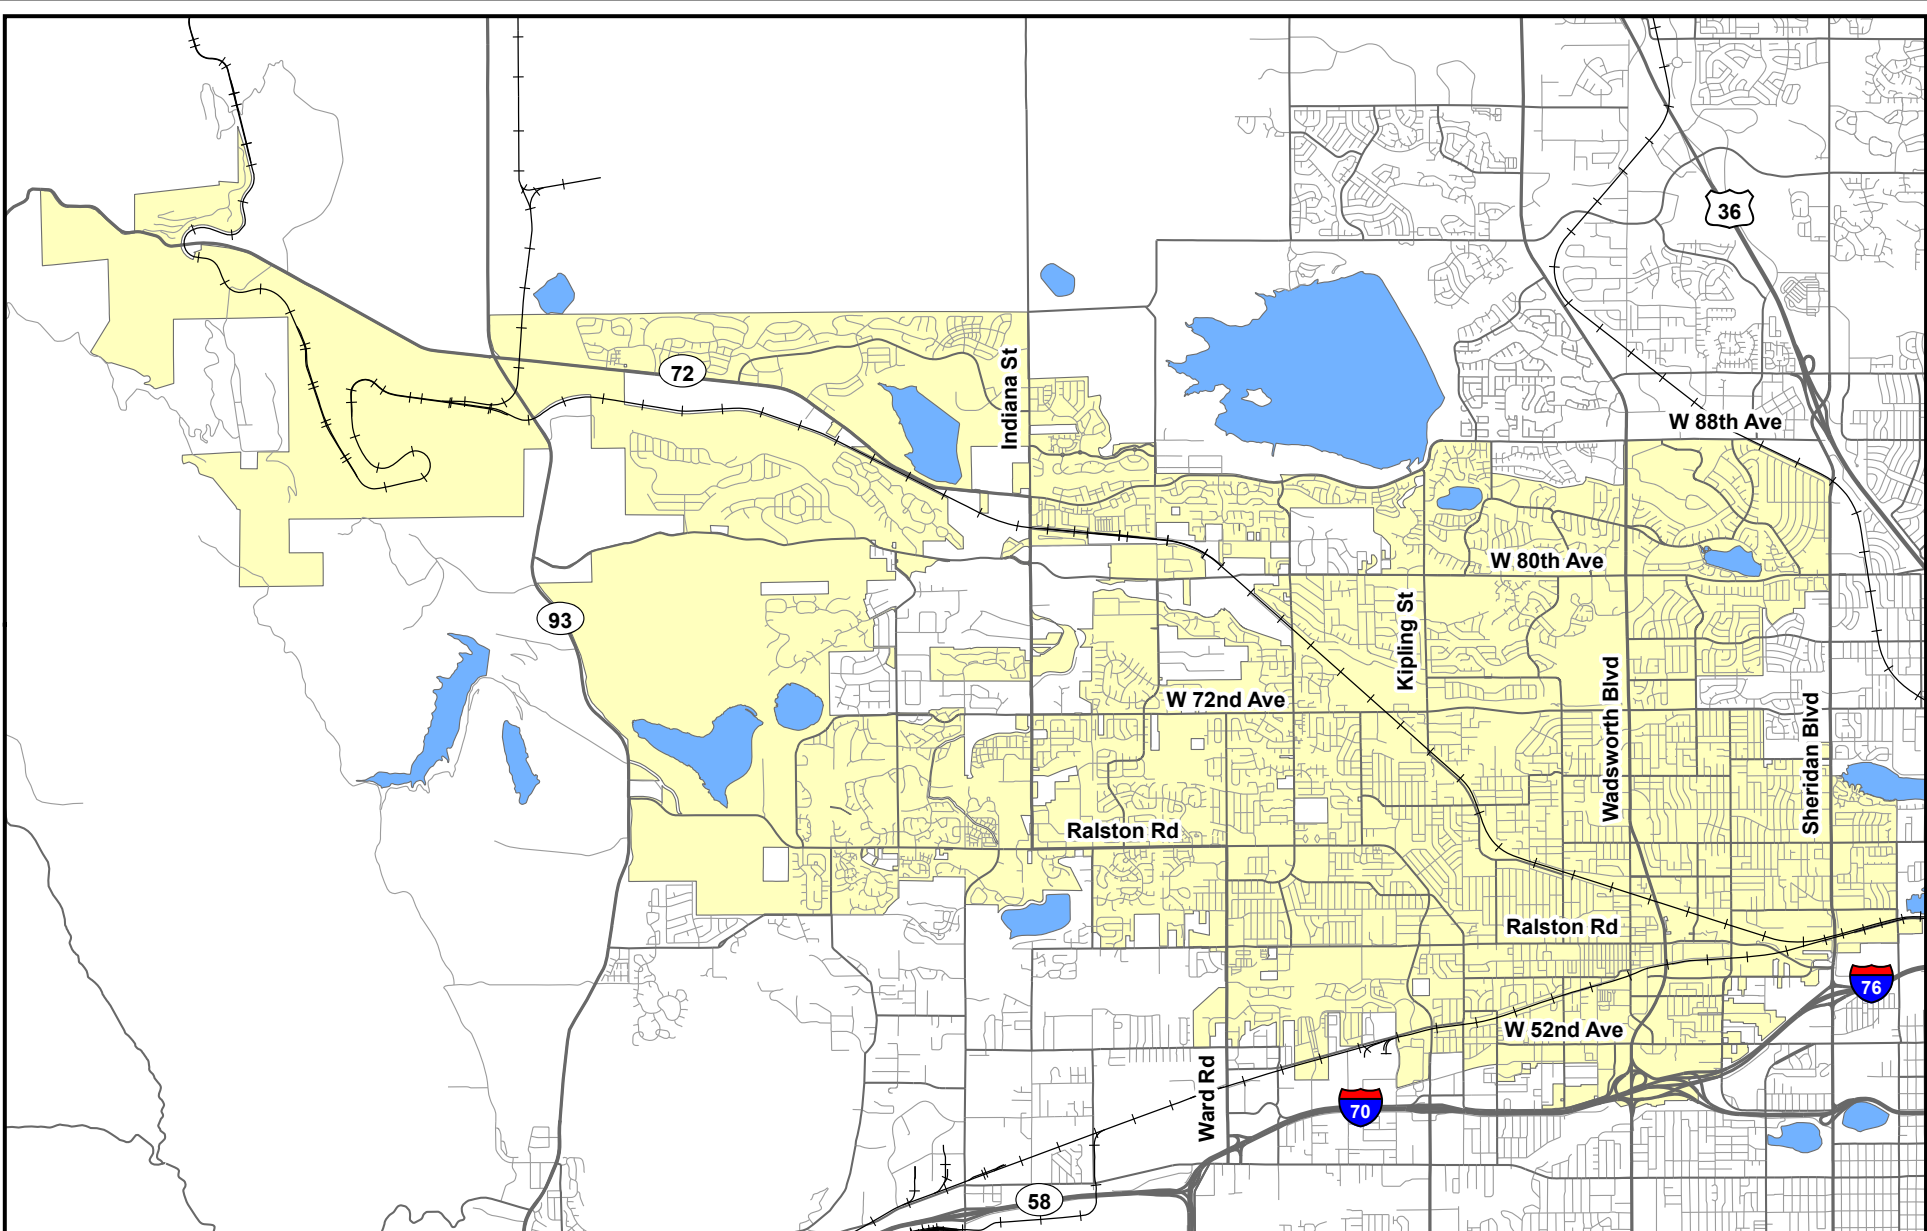 36
72
Indiana St
W 88th Ave
W 80th Ave
93
Kipling St
W 72nd Ave
Wadsworth Blvd
Sheridan Blvd
Ralston Rd
Ralston Rd
76
W 52nd Ave
Ward Rd
70
58